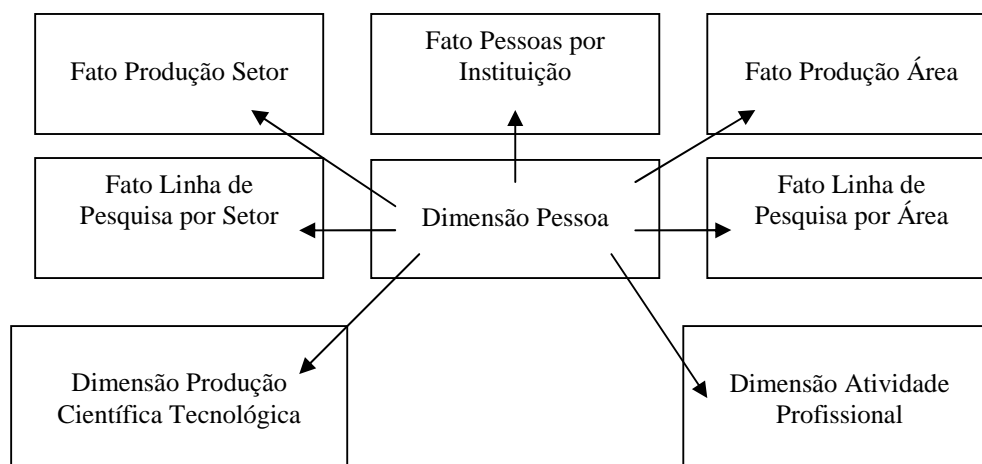 Fato Produção Setor
Fato Pessoas por
Instituição
Fato Produção Área
Fato Linha de
Pesquisa por Setor
Dimensão Pessoa
Fato Linha de
Pesquisa por Área
Dimensão Produção
Científica Tecnológica
Dimensão Atividade
Profissional